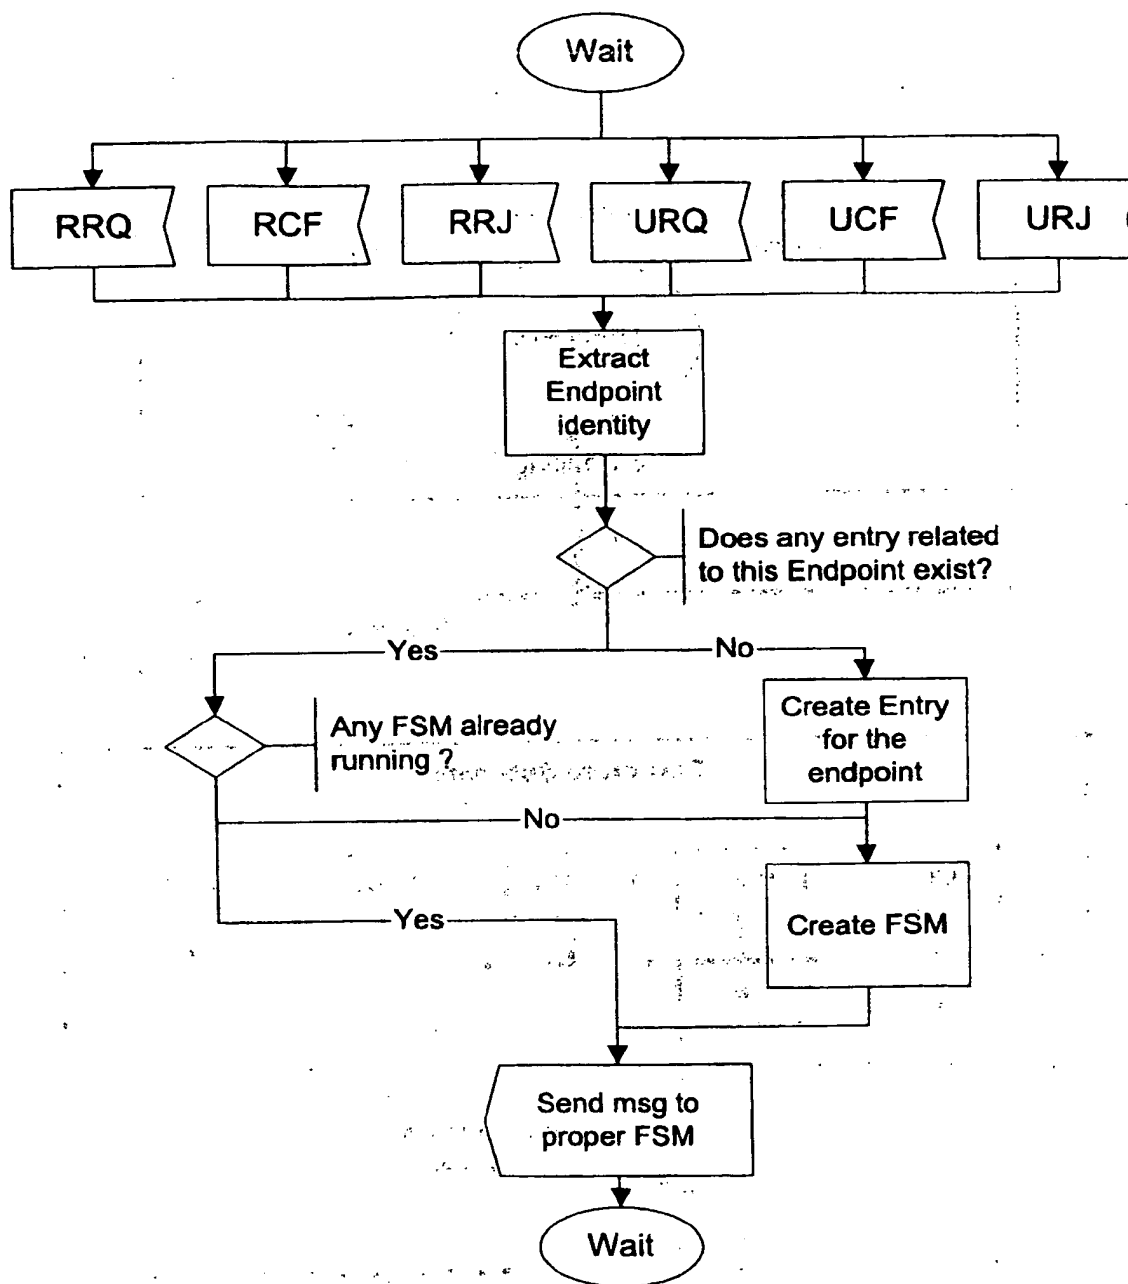 Wait
RRQ
RCF
RRJ
URQ
UCF
URJ
Extract
Endpoint
identity
Does any entry related
to this Endpoint exist?
Yes
No
Any FSM already
running ?
Create Entry
for the
endpoint
No
Yes
Create FSM
Send msg to
proper FSM
Wait